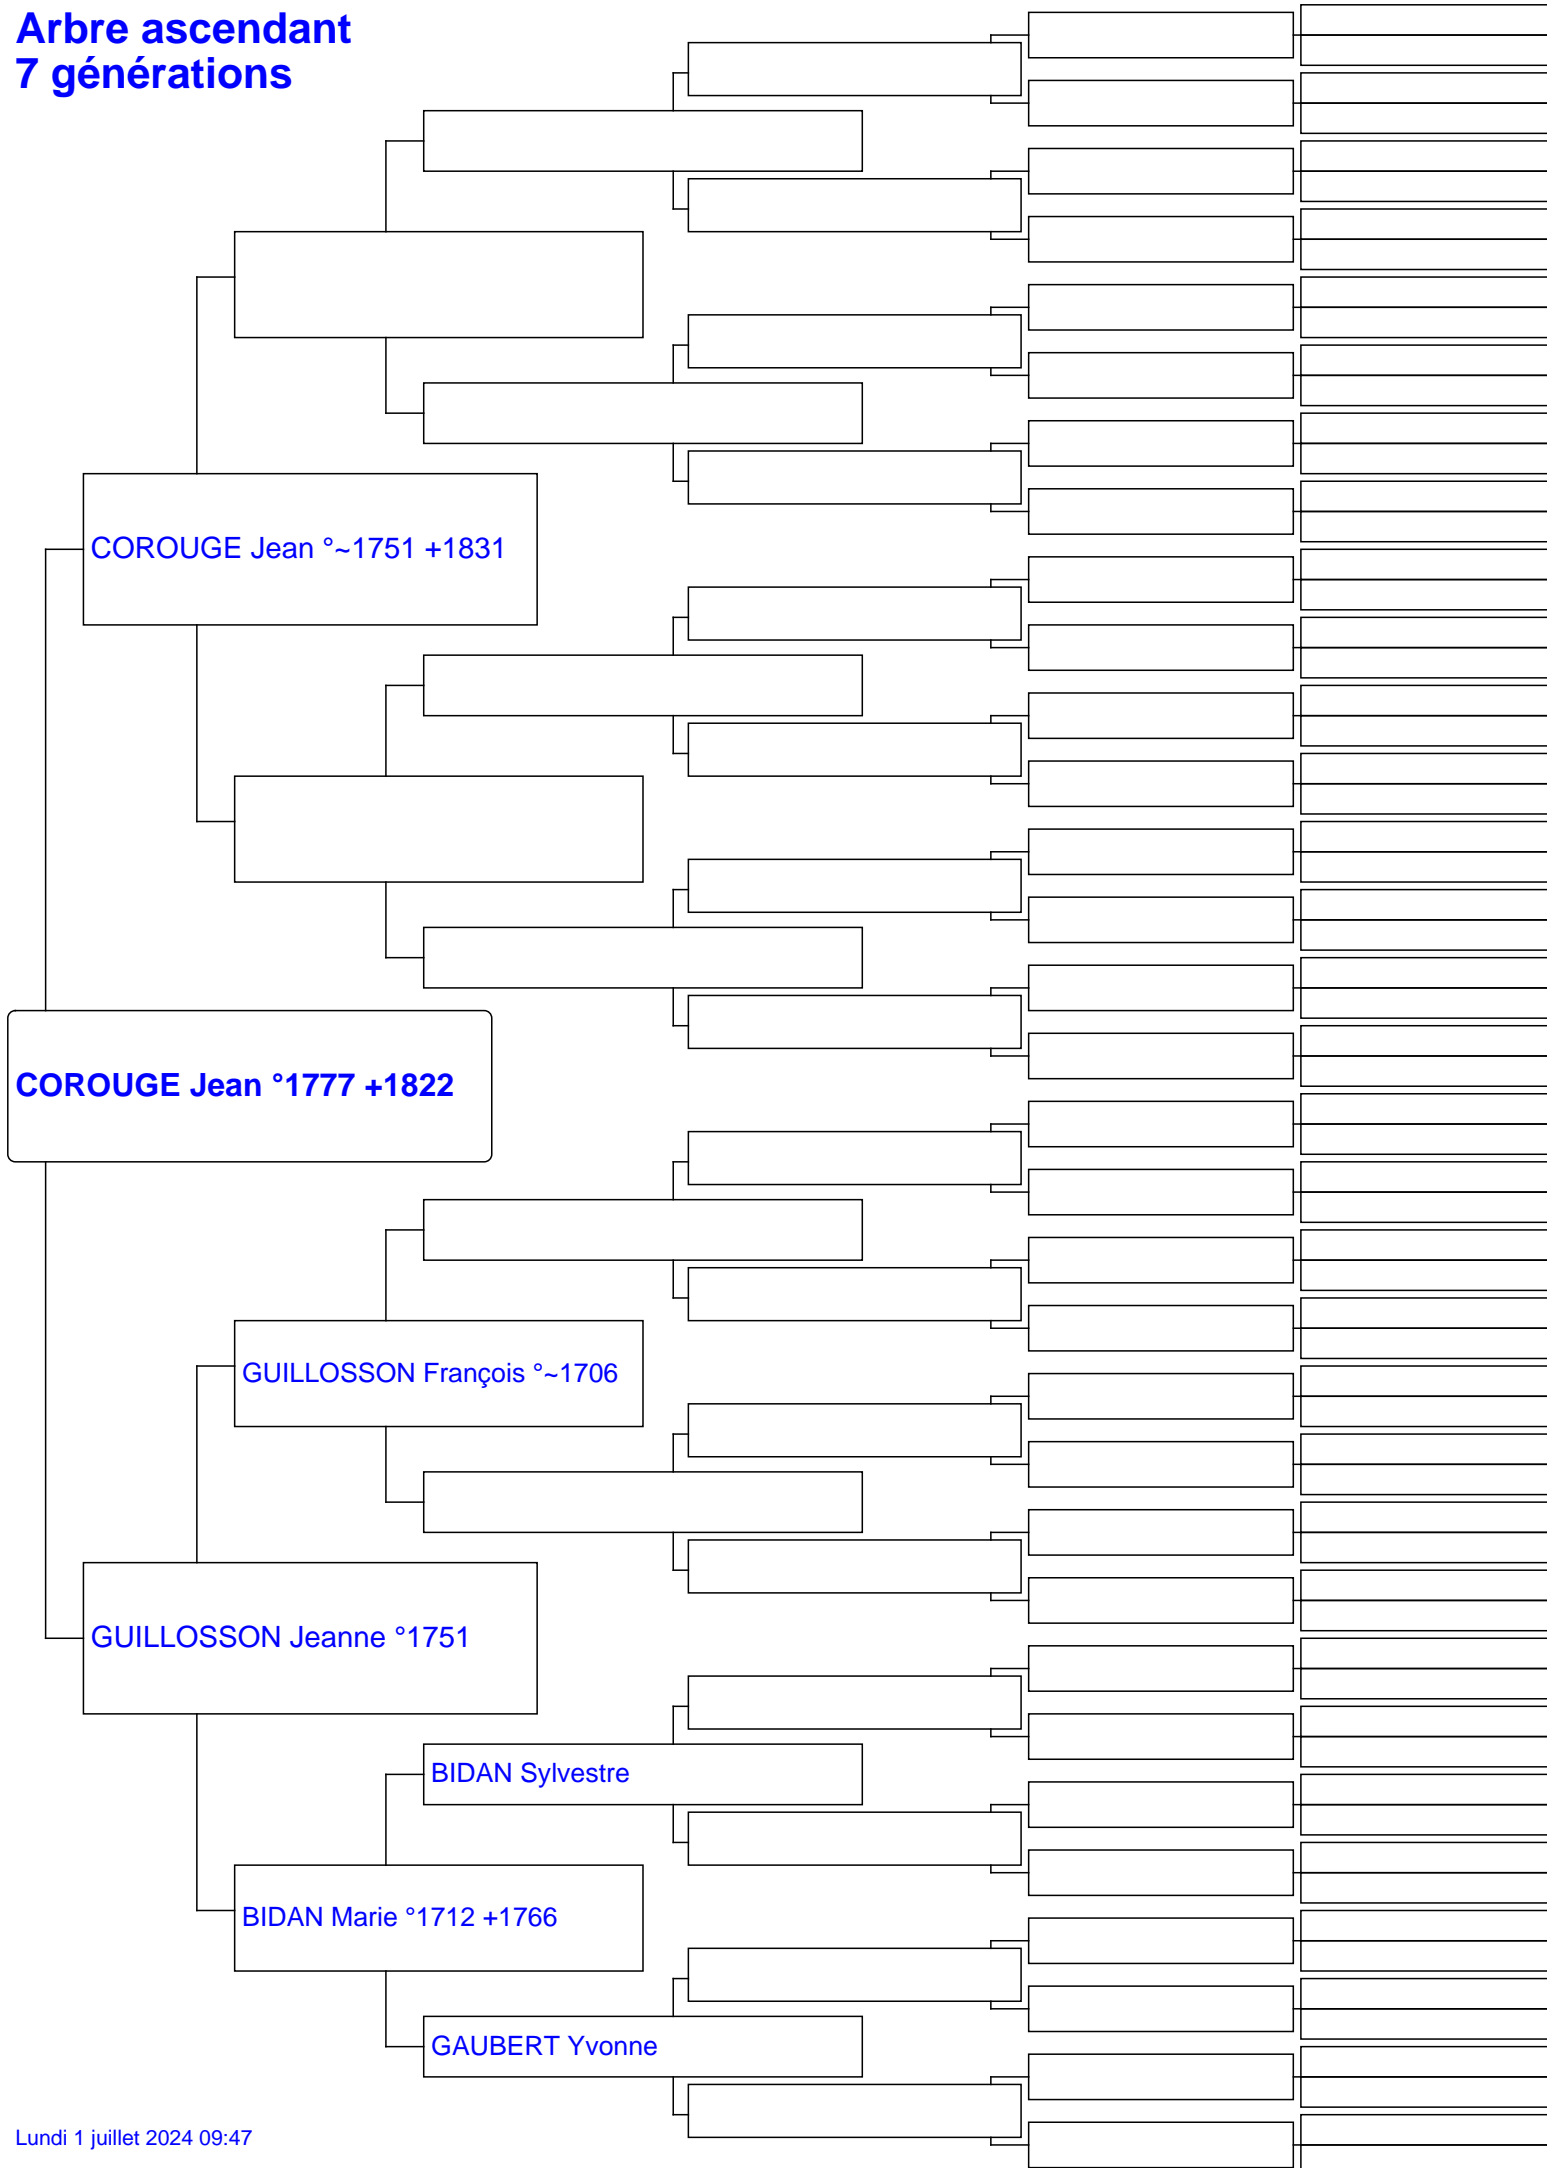 Arbre ascendant
7 générations
COROUGE Jean °~1751 +1831
COROUGE Jean °1777 +1822
GUILLOSSON François °~1706
GUILLOSSON Jeanne °1751
BIDAN Sylvestre
BIDAN Marie °1712 +1766
GAUBERT Yvonne
Lundi 1 juillet 2024 09:47